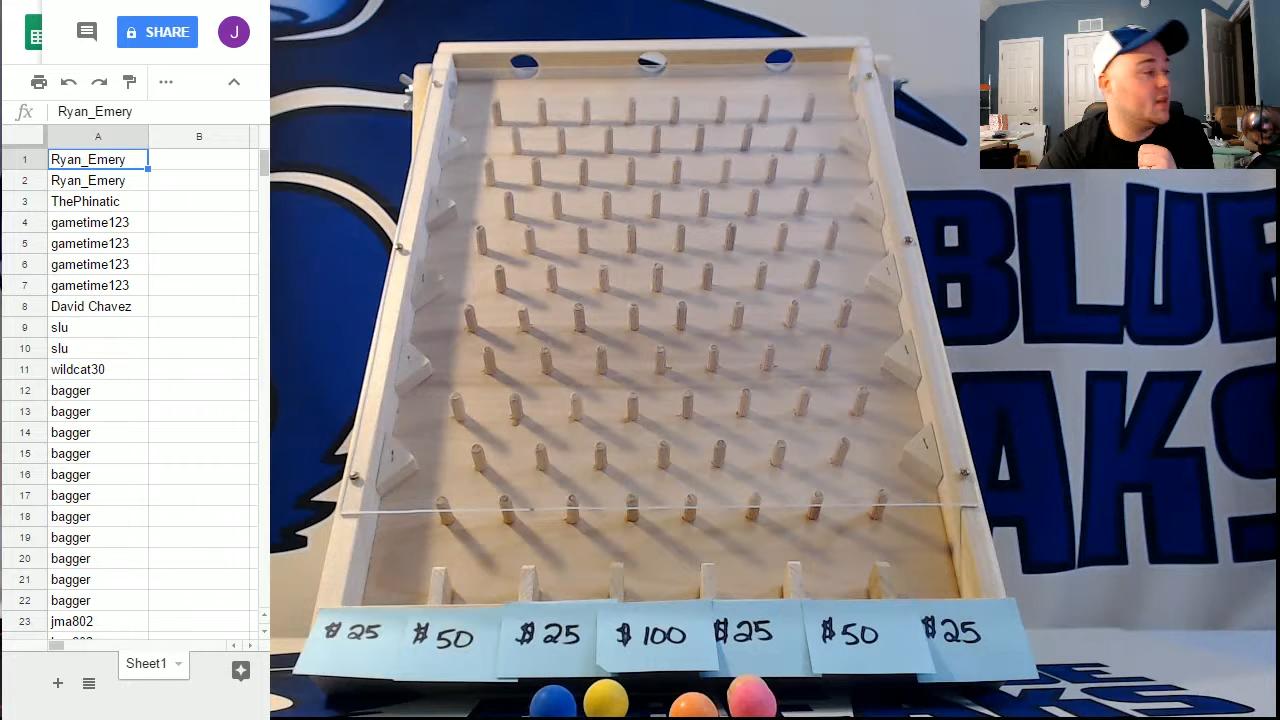 SHARE
J
fx
Ryan_Emery
A
B
1 Ryan_Emery
2 Ryan_Emery
3 ThePhinatic
4 gametime123
5 gametime123
6 gametime123
7 gametime123
8 David Chavez
9 slu
10 slu
11 wildcat30
12 bagger
13 bagger
14 bagger
15 bagger
16 bagger
17 bagger
18 bagger
19 bagger
20 bagger
21 bagger
22 bagger
23 jma802
Sheet1
BLUE
AKS
$25 $50 $25 $100 $25 $50 $25